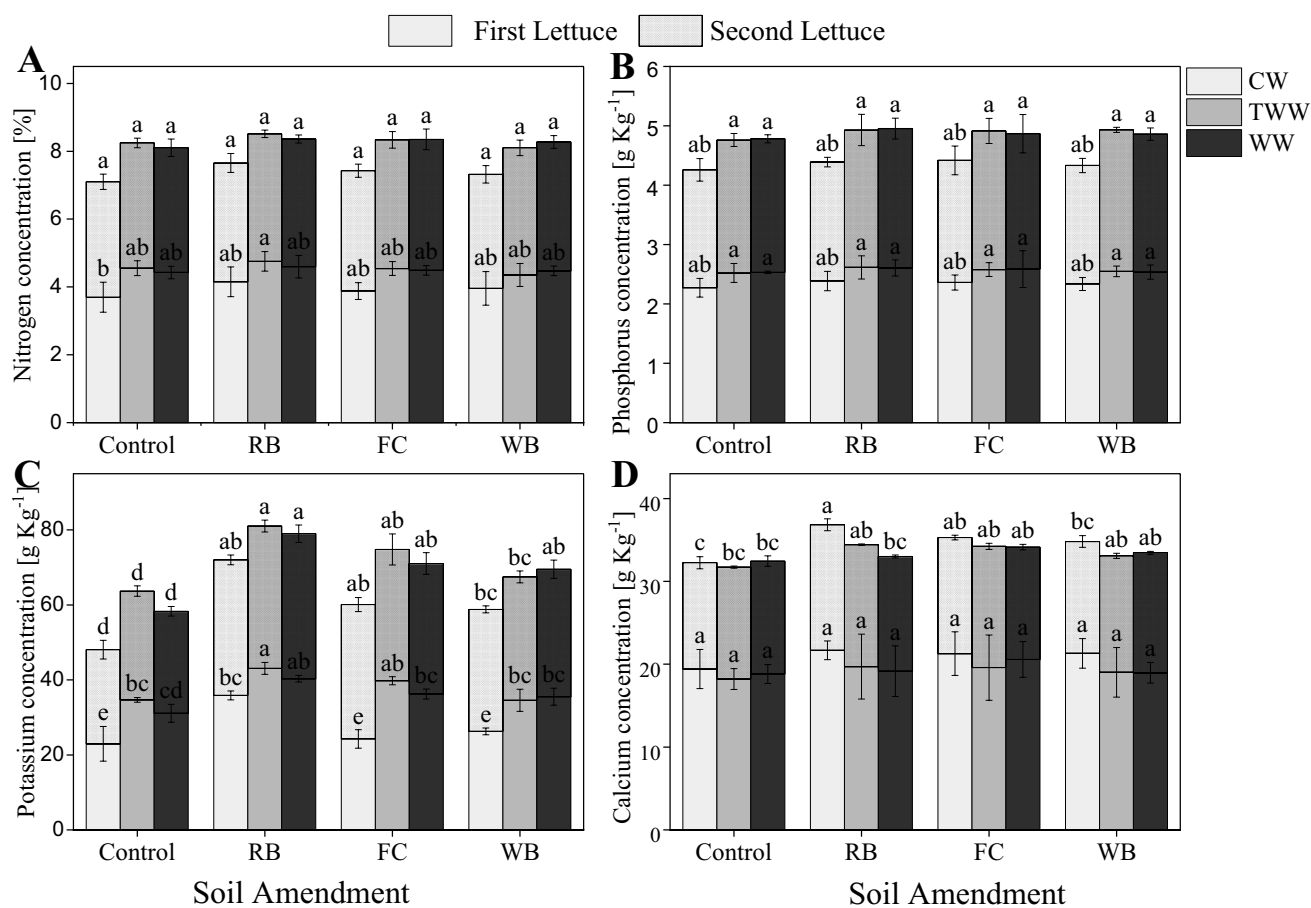 First Lettuce Second Lettuce
CW
TWW
WW
A
Nitrogen concentration [%]
10
8
6
4
2
0
a a a a a a a a a a a a
b ab ab ab a ab ab ab ab ab ab ab
Control RB FC WB
B
Phosphorus concentration [g Kg⁻¹]
6
5
4
3
2
1
0
ab a a ab a a ab a a ab a a
ab a a ab a a ab a a ab a a
Control RB FC WB
C
Potassium concentration [g Kg⁻¹]
80
60
40
20
0
d d d ab a a ab ab ab bc bc ab
e bc cd bc a ab e ab bc e bc bc
Control RB FC WB
Soil Amendment
D
Calcium concentration [g Kg⁻¹]
40
30
20
10
0
c bc bc a ab bc ab ab ab bc ab ab
a a a a a a a a a a a a
Control RB FC WB
Soil Amendment